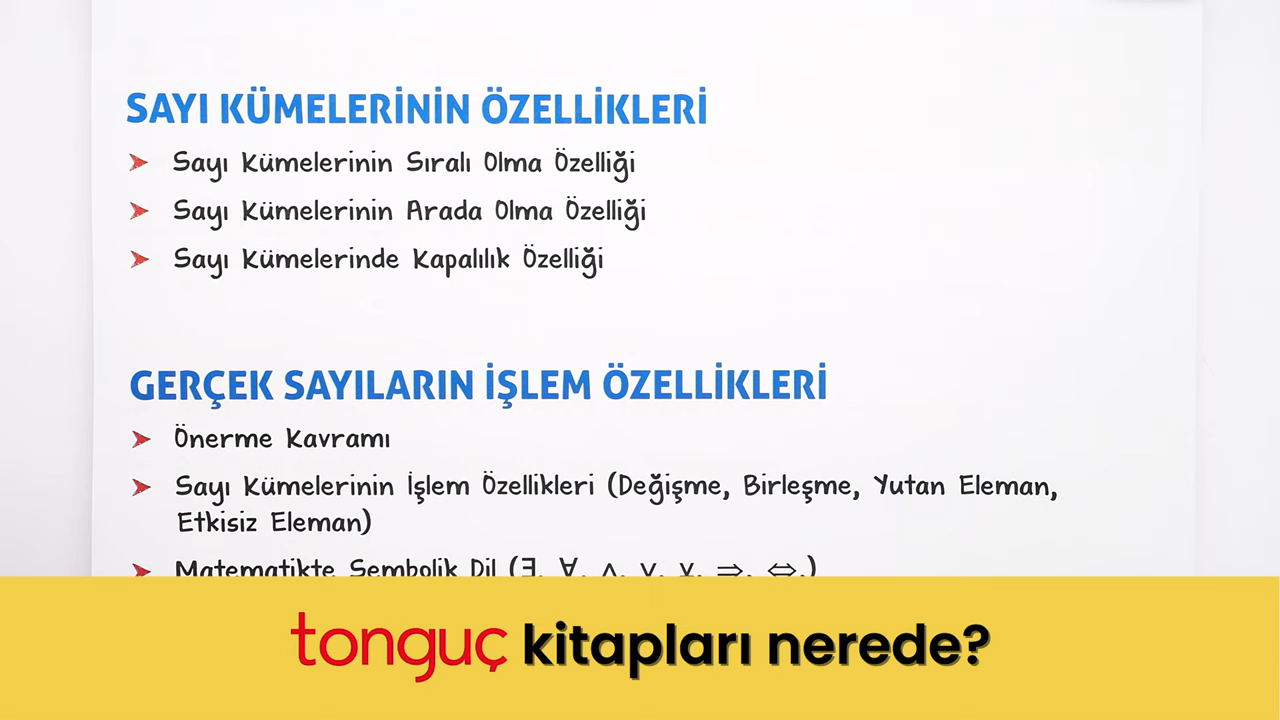 SAYI KÜMELERİNİN ÖZELLİKLERİ
Sayı Kümelerinin Sıralı Olma Özelliği
Sayı Kümelerinin Arada Olma Özelliği
Sayı Kümelerinde Kapalılık Özelliği
GERÇEK SAYILARIN İŞLEM ÖZELLİKLERİ
Önerme Kavramı
Sayı Kümelerinin İşlem Özellikleri (Değişme, Birleşme, Yutan Eleman,
Etkisiz Eleman)
Matematikte Sembolik Dil (∃, ∀, ∧, ∨, ⊻, ⇒, ⇔,)
tonguç kitapları nerede?